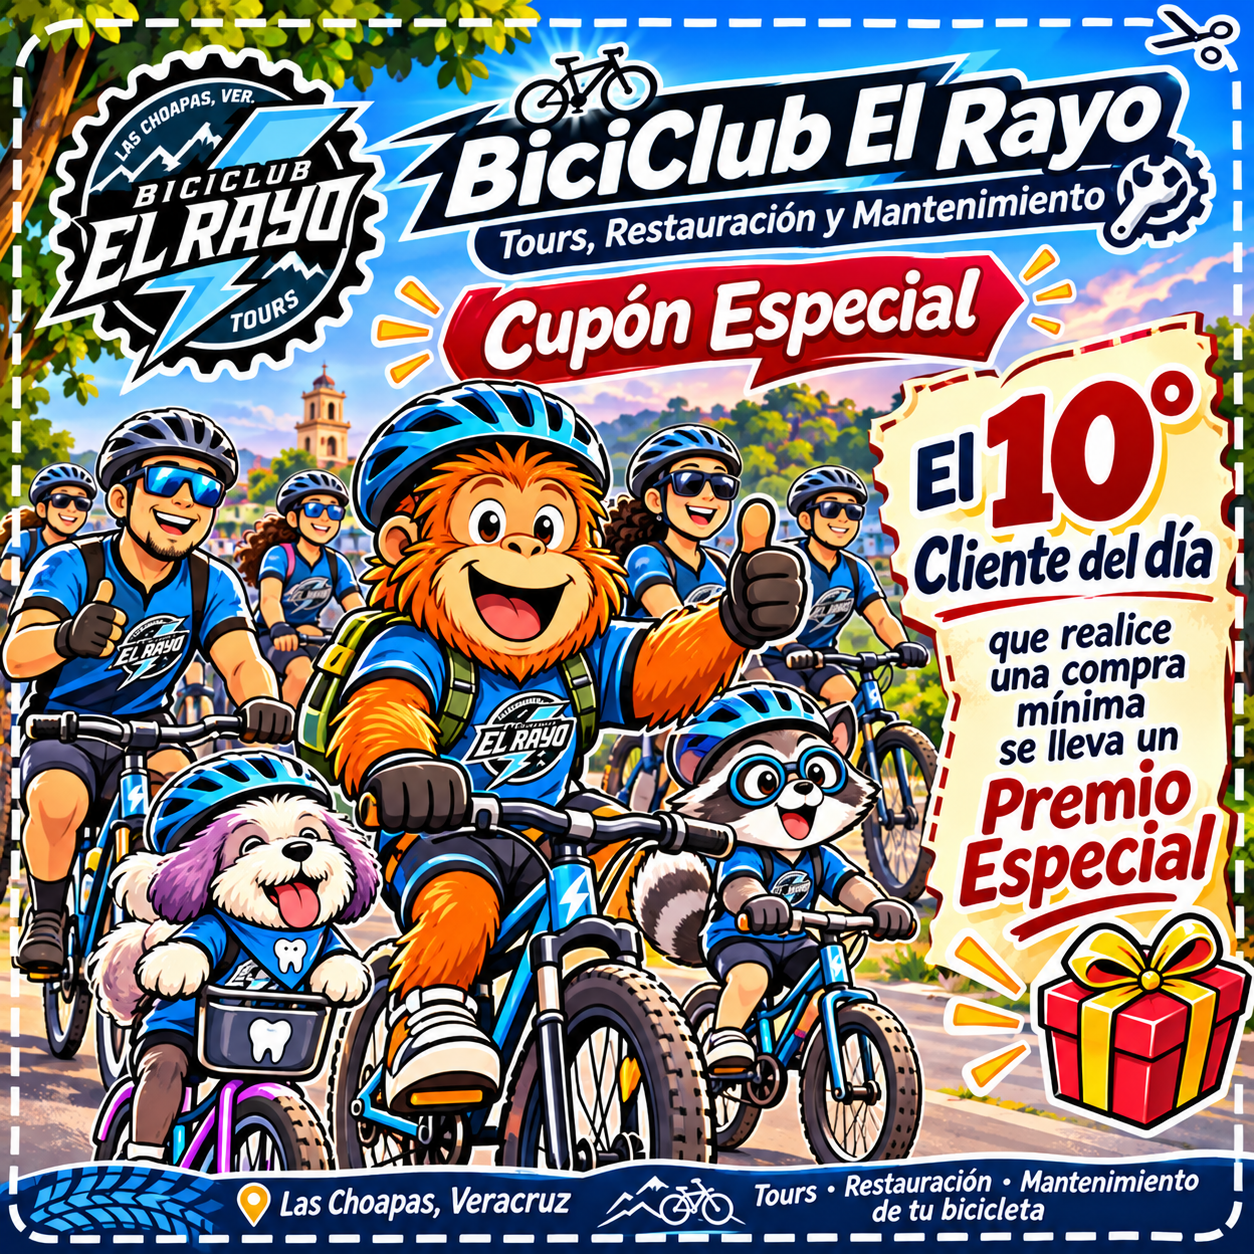 LAS CHOAPAS, VER.
BICICLUB
EL RAYO
TOURS
BiciClub El Rayo
Tours, Restauración y Mantenimiento
Cupón Especial
El 10°
Cliente del día
que realice
una compra
mínima
se lleva un
Premio
Especial
EL RAYO
EL RAYO
Las Choapas, Veracruz
Tours • Restauración • Mantenimiento
de tu bicicleta